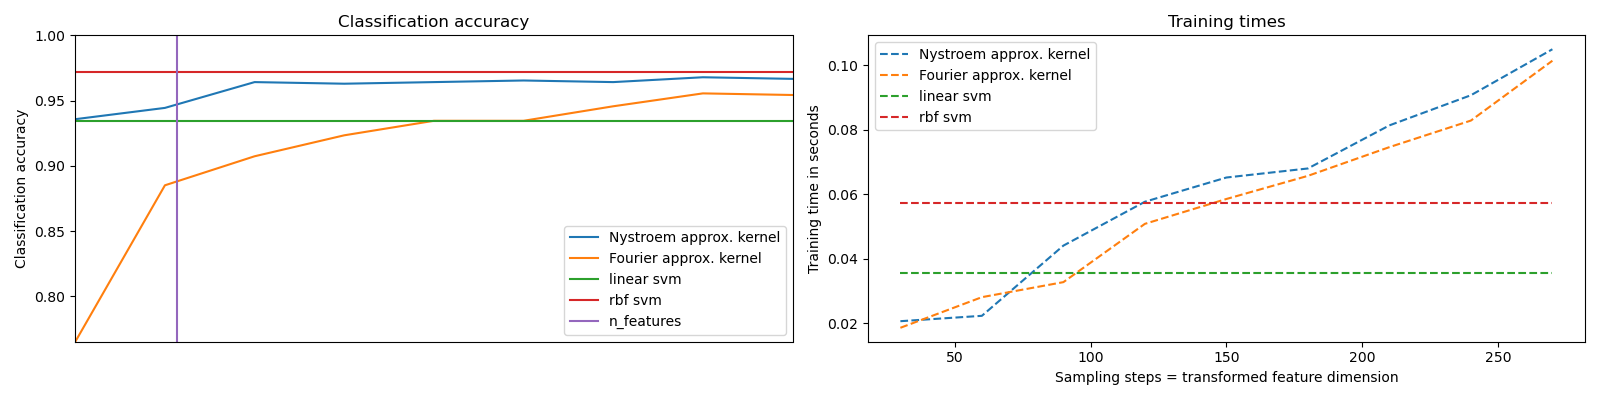 Classification accuracy
Classification accuracy
1.00
0.95
0.90
0.85
0.80
Nystroem approx. kernel
Fourier approx. kernel
linear svm
rbf svm
n_features
Training times
Training time in seconds
0.10
0.08
0.06
0.04
0.02
Nystroem approx. kernel
Fourier approx. kernel
linear svm
rbf svm
50 100 150 200 250
Sampling steps = transformed feature dimension